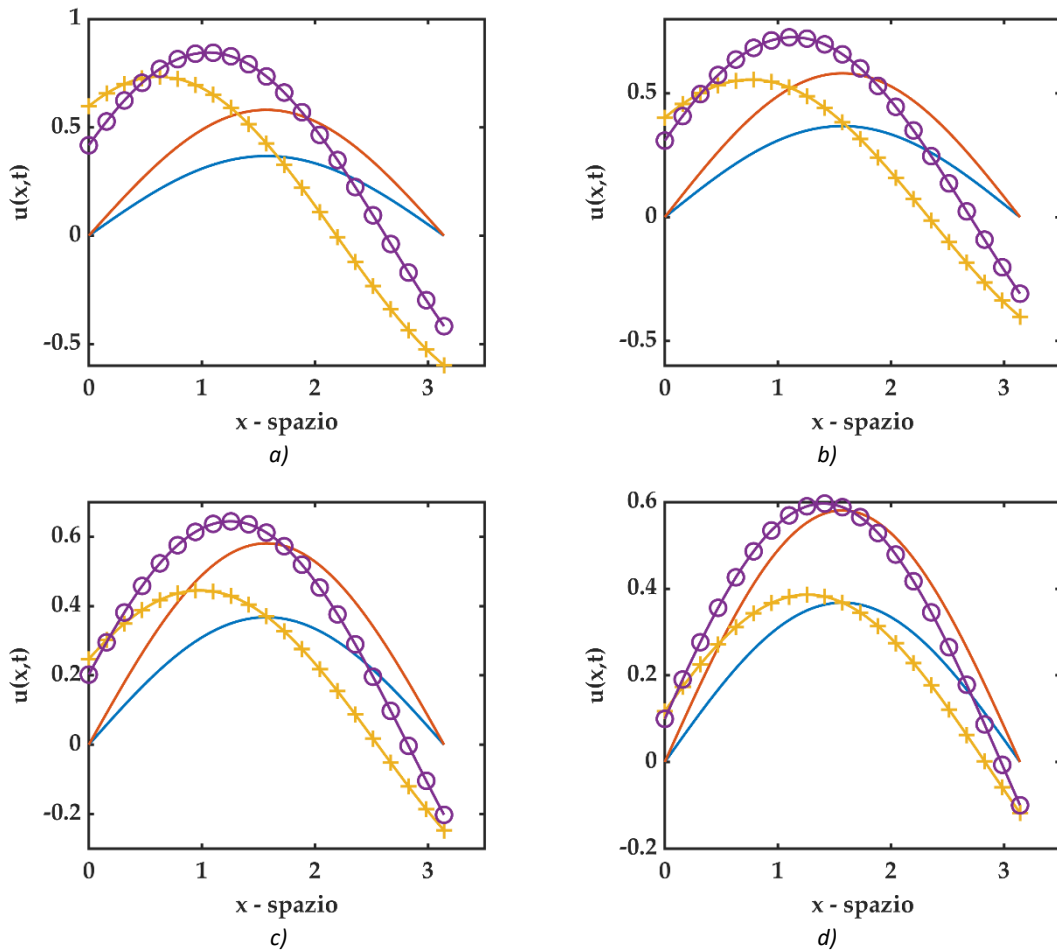 1
0.5
0
-0.5
u(x,t)
0 1 2 3
x - spazio
a)
0.5
0
-0.5
u(x,t)
0 1 2 3
x - spazio
b)
0.6
0.4
0.2
0
-0.2
u(x,t)
0 1 2 3
x - spazio
c)
0.6
0.4
0.2
0
-0.2
u(x,t)
0 1 2 3
x - spazio
d)